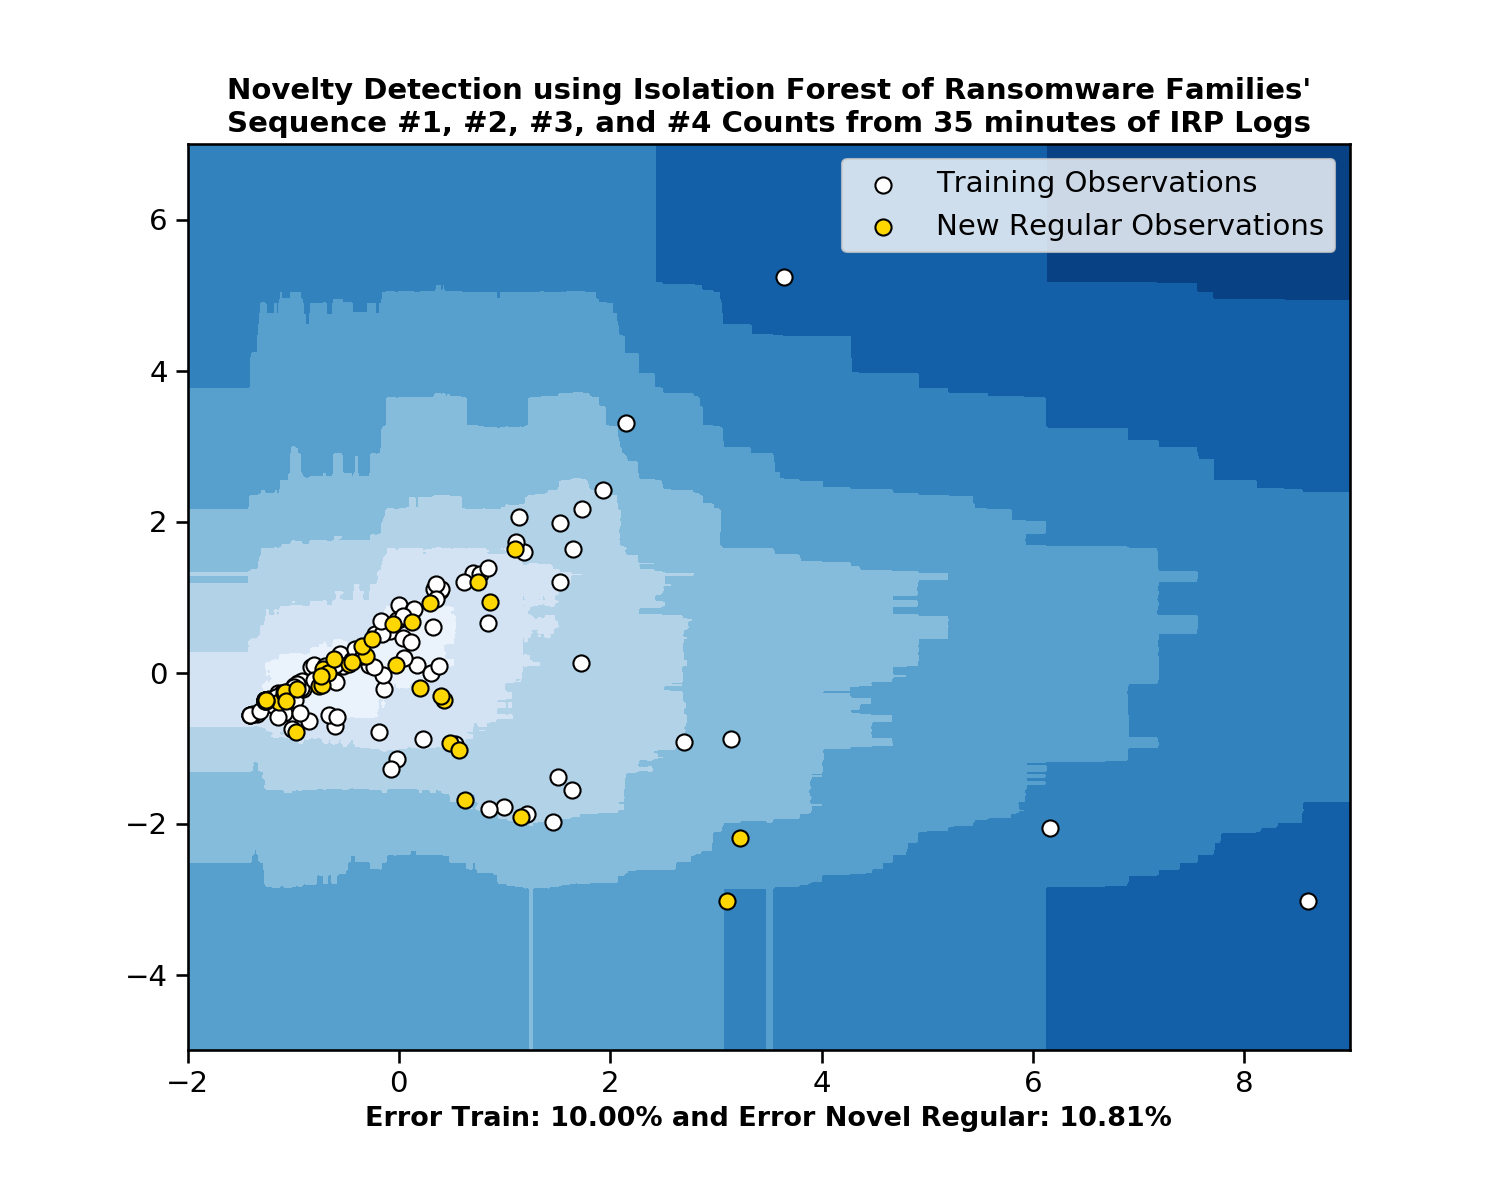 Novelty Detection using Isolation Forest of Ransomware Families'
Sequence #1, #2, #3, and #4 Counts from 35 minutes of IRP Logs
Training Observations
New Regular Observations
6
4
2
0
−2
−4
−2 0 2 4 6 8
Error Train: 10.00% and Error Novel Regular: 10.81%